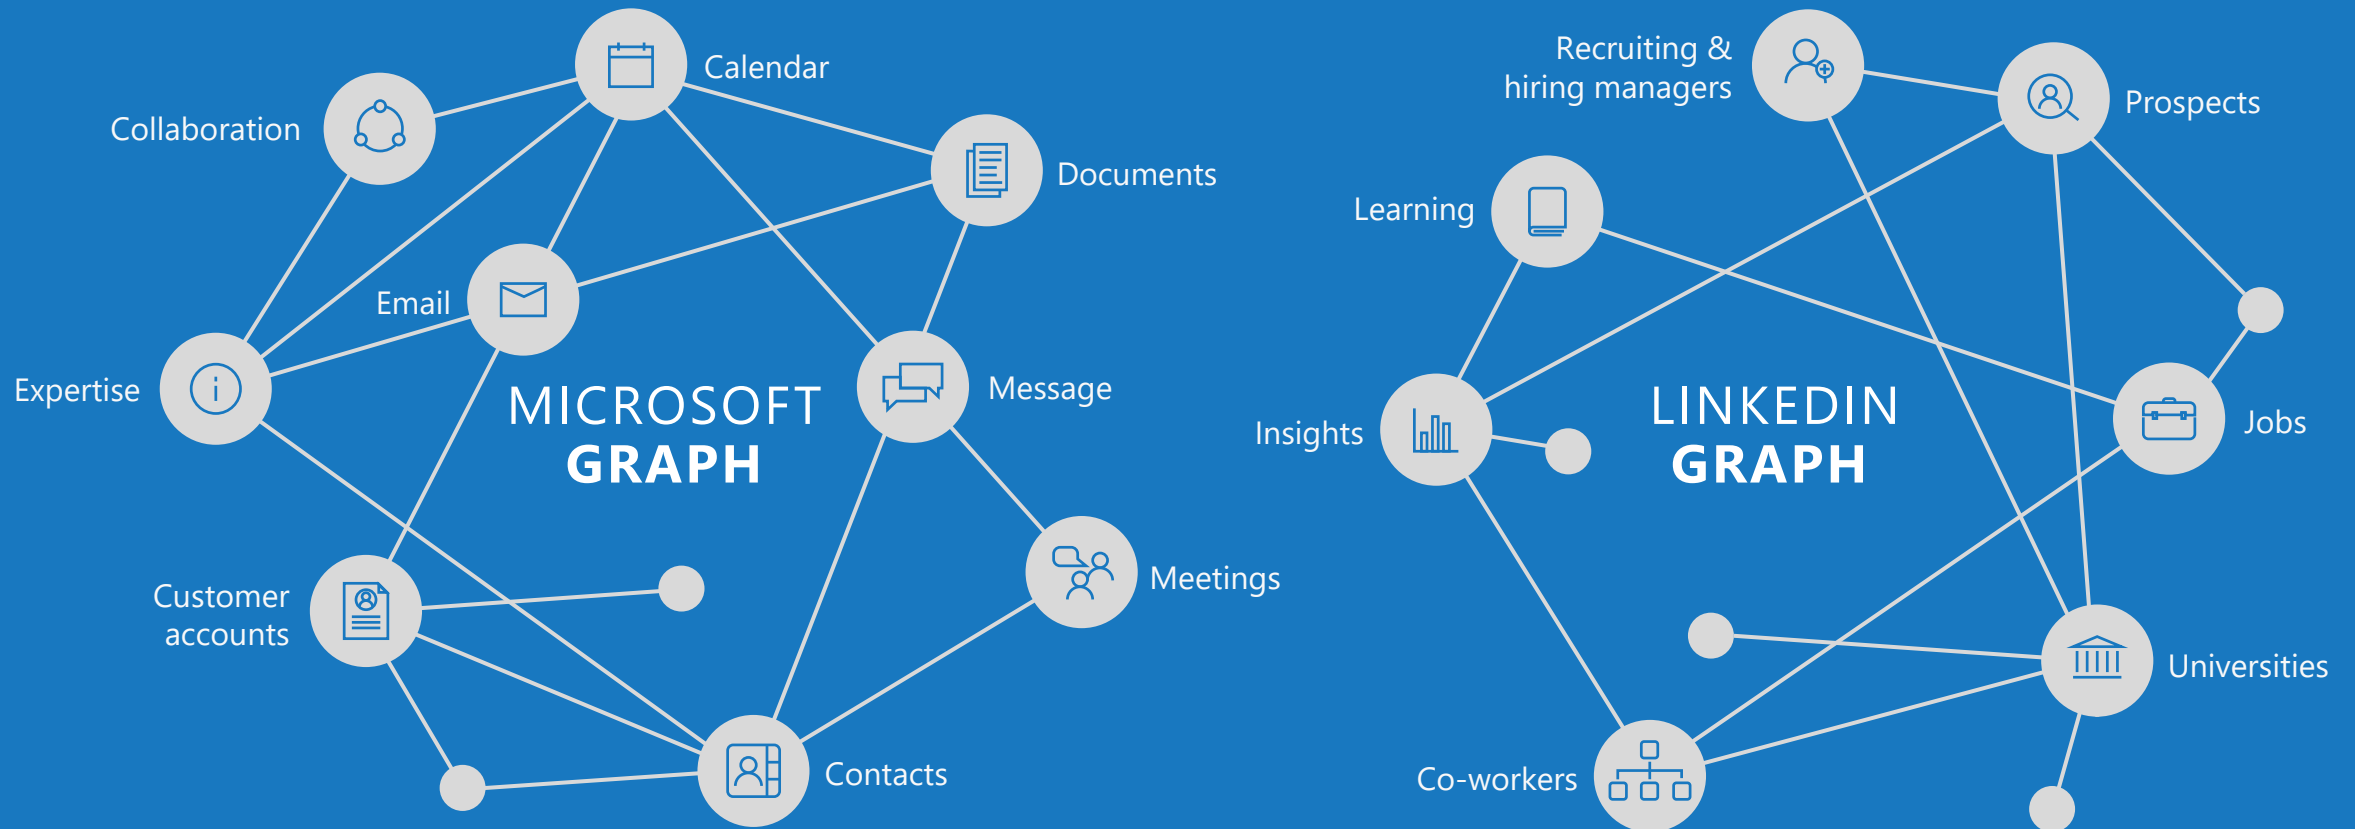 Calendar
Collaboration
Documents
Email
Expertise
MICROSOFT
GRAPH
Message
Customer
accounts
Meetings
Contacts
Recruiting &
hiring managers
Prospects
Learning
Insights
LINKEDIN
GRAPH
Jobs
Universities
Co-workers